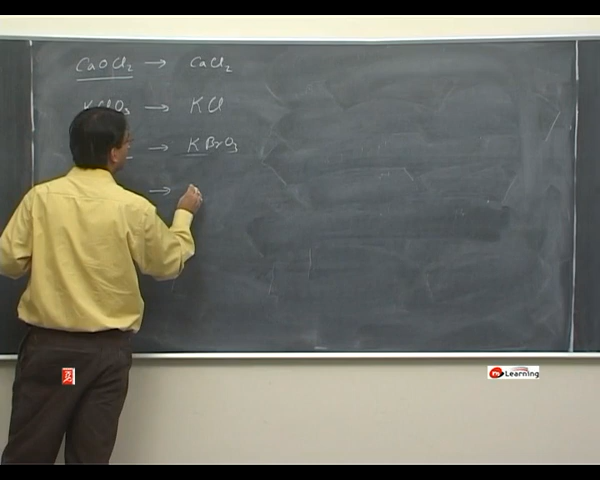 CaOCl₂ → CaCl₂
KClO₃ → KCl
→ KBrO₃
→
Learning